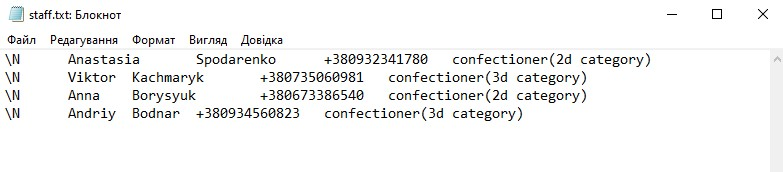 staff.txt: Блокнот
Файл Редагування Формат Вигляд Довідка
\N Anastasia Spodarenko +380932341780 confectioner(2d category)
\N Viktor Kachmaryk +380735060981 confectioner(3d category)
\N Anna Borysyuk +380673386540 confectioner(2d category)
\N Andriy Bodnar +380934560823 confectioner(3d category)